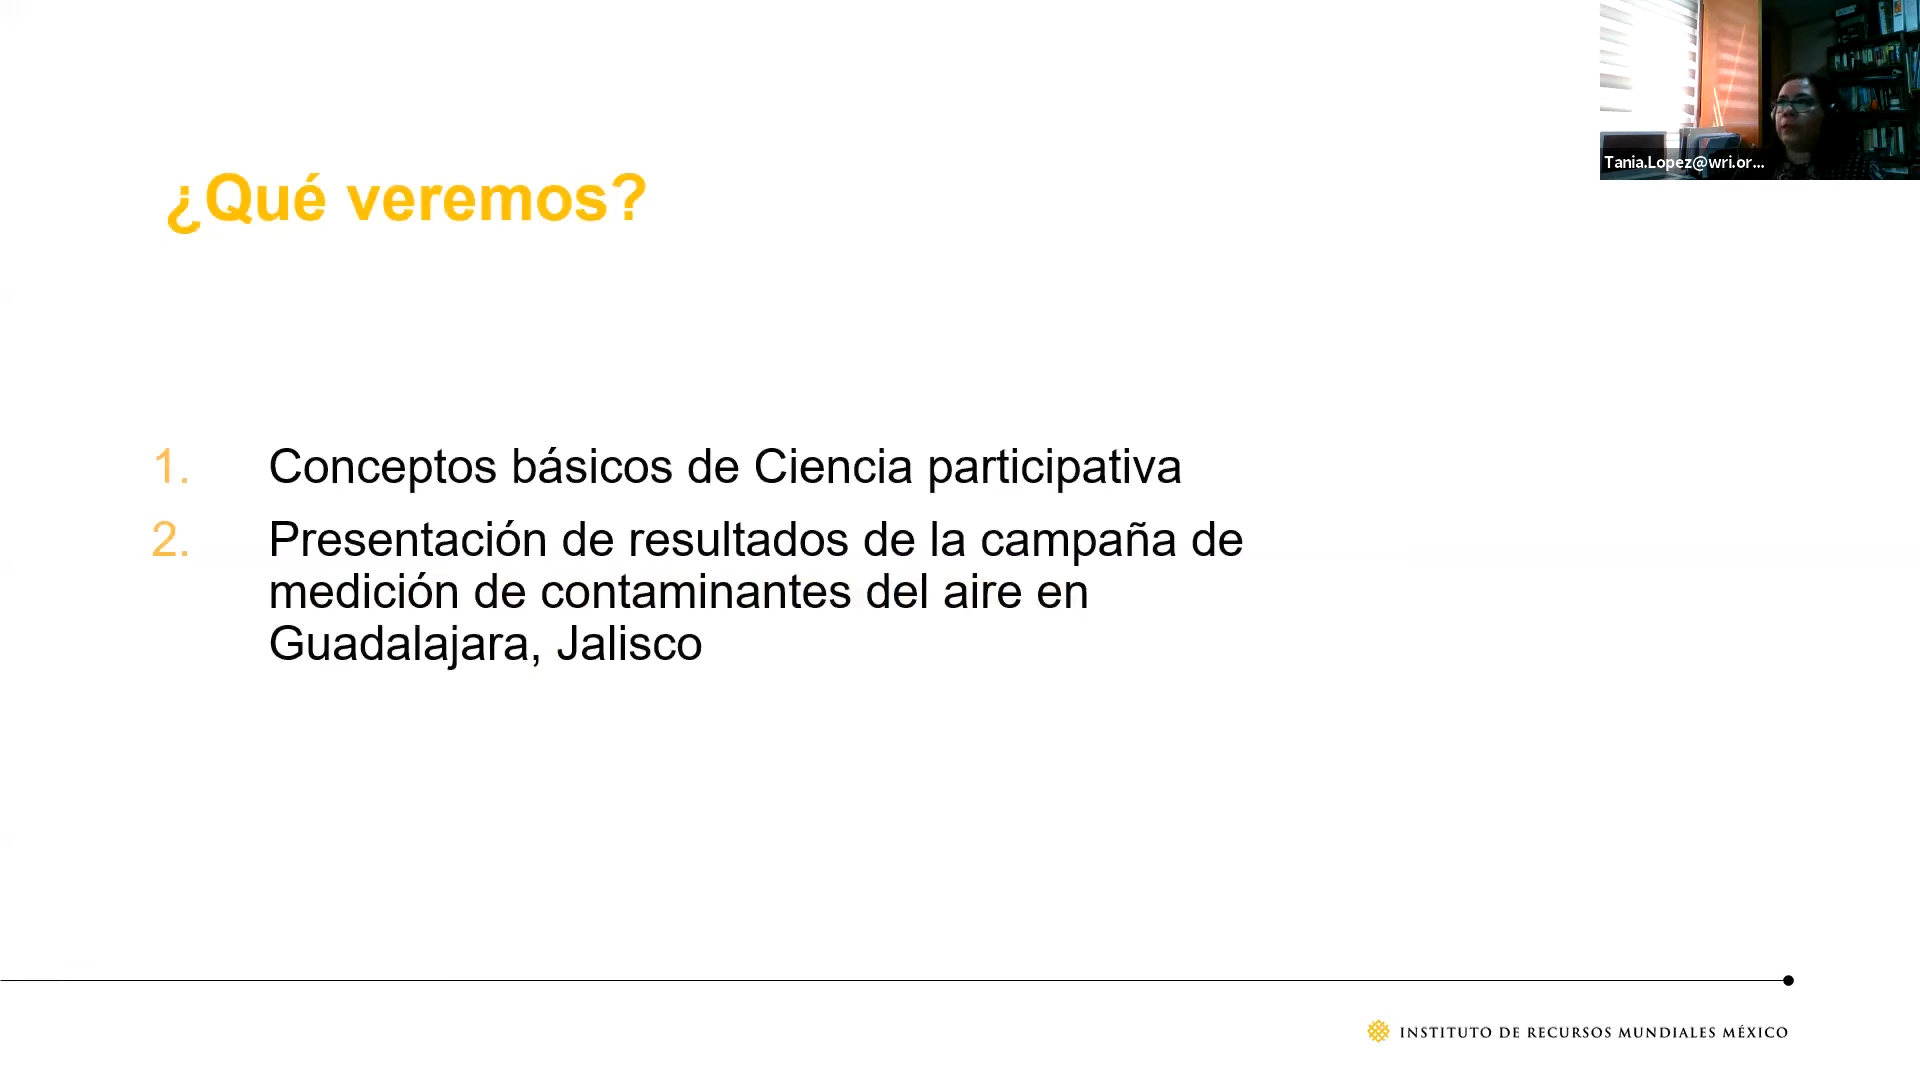 Tania.Lopez@wri.or...
¿Qué veremos?
1. Conceptos básicos de Ciencia participativa
2. Presentación de resultados de la campaña de
medición de contaminantes del aire en
Guadalajara, Jalisco
INSTITUTO DE RECURSOS MUNDIALES MÉXICO